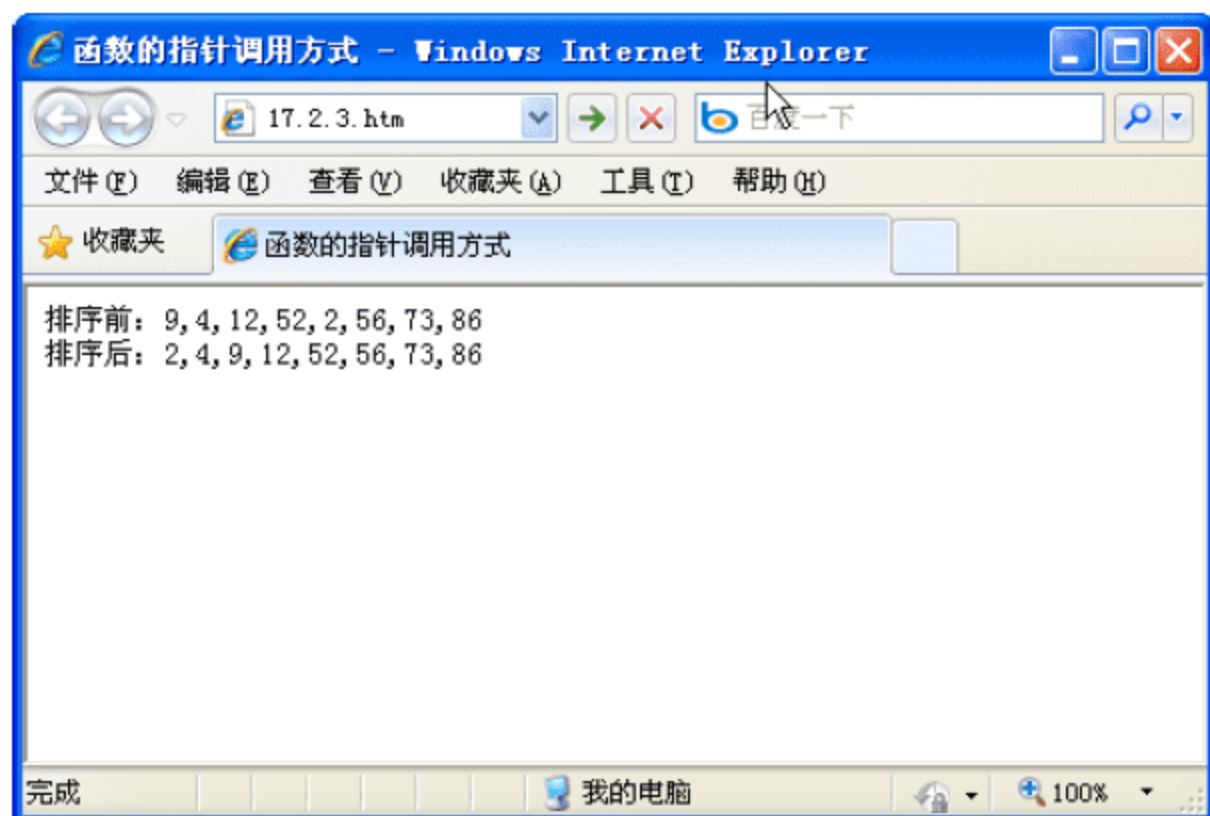 函数的指针调用方式 - Windows Internet Explorer
17.2.3.htm 百度一下
文件(F) 编辑(E) 查看(V) 收藏夹(A) 工具(T) 帮助(H)
收藏夹 函数的指针调用方式
排序前：9,4,12,52,2,56,73,86
排序后：2,4,9,12,52,56,73,86
完成 我的电脑 100%